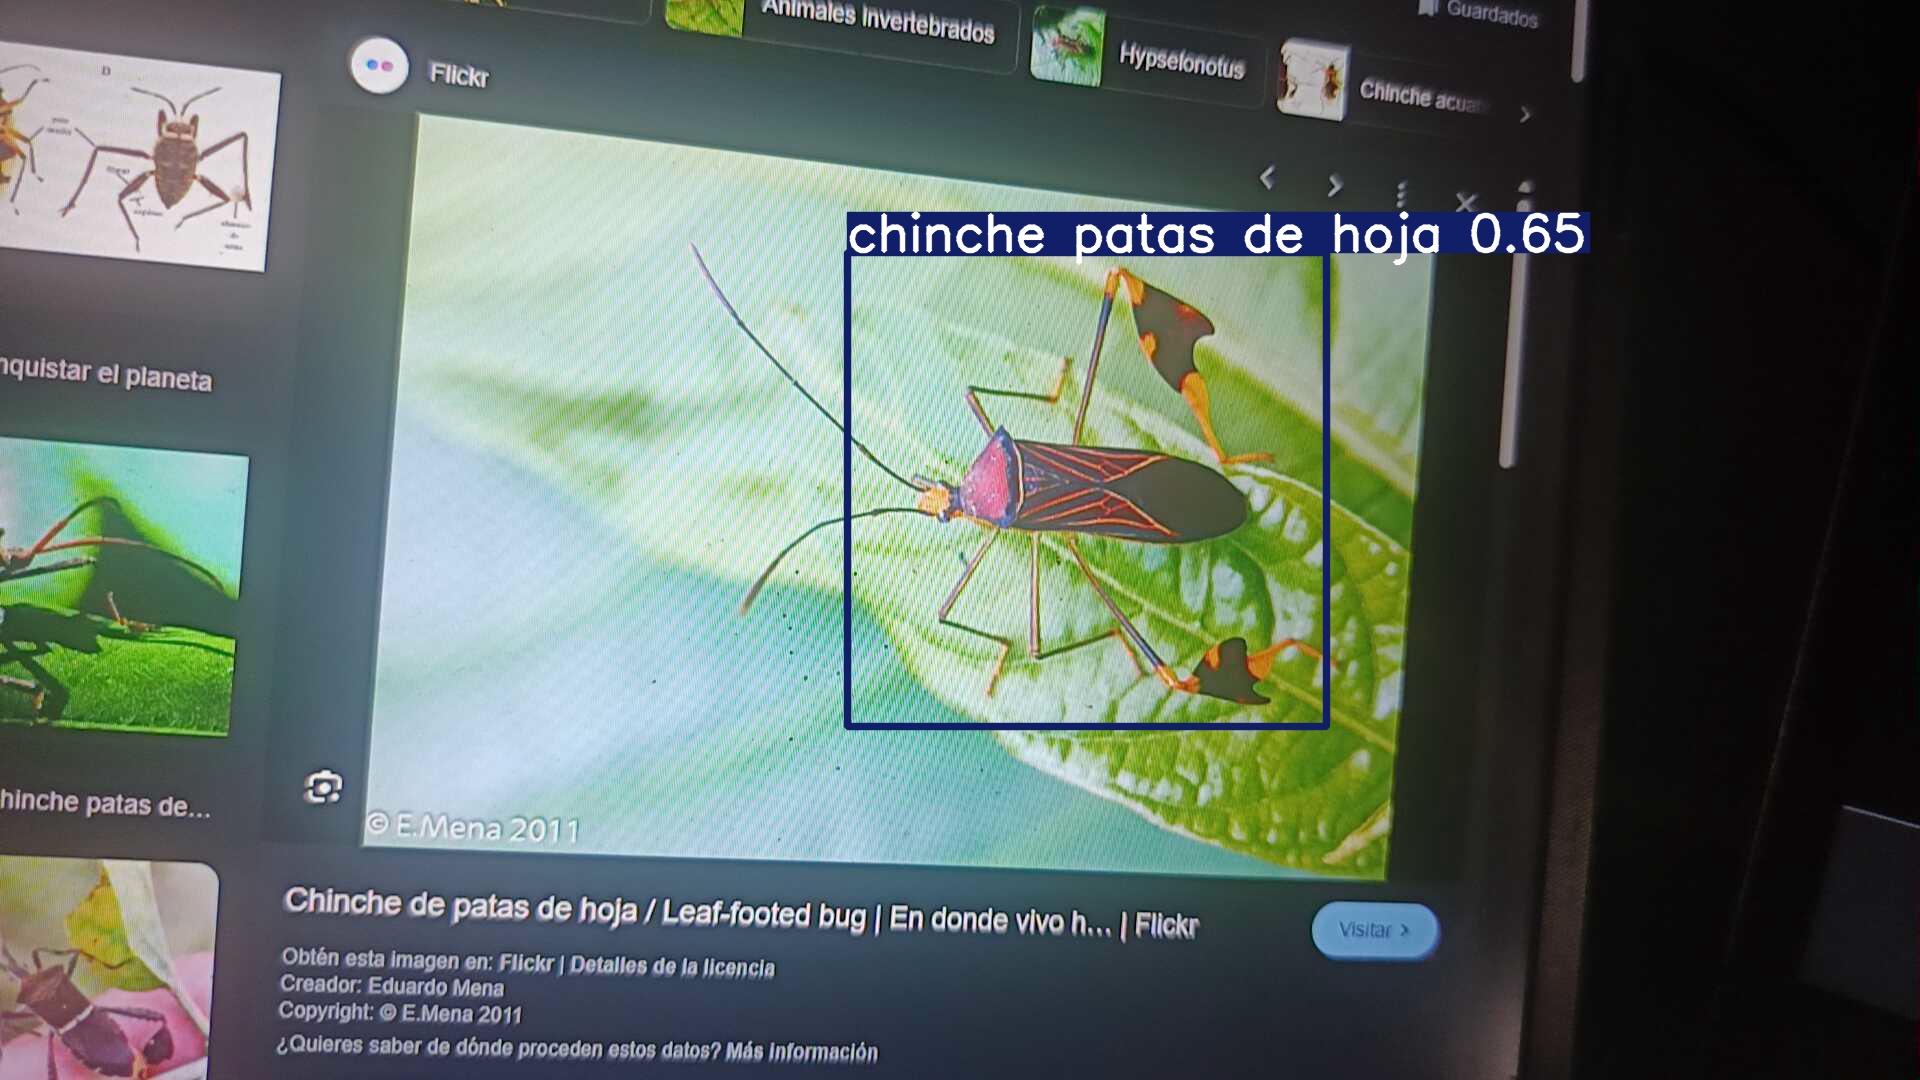 Animales Invertebrados
Guardados
Hypselonotus
Chinche
Flickr
D
chinche patas de hoja 0.65
nquistar el planeta
hinche patas de...
© E.Mena 2011
Chinche de patas de hoja / Leaf-footed bug | En donde vivo h... | Flickr
Visitar >
Obtén esta imagen en: Flickr | Detalles de la licencia
Creador: Eduardo Mena
Copyright: © E.Mena 2011
¿Quieres saber de dónde proceden estos datos? Más información